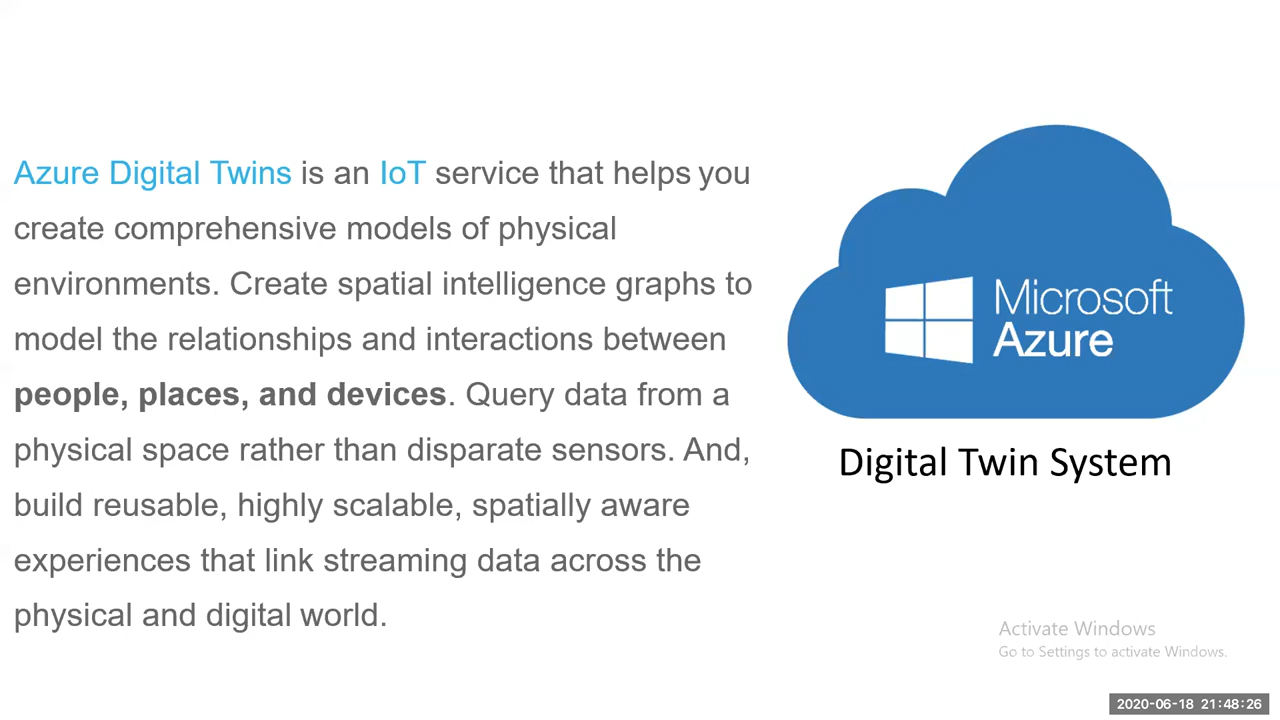 Azure Digital Twins is an IoT service that helps you
create comprehensive models of physical
environments. Create spatial intelligence graphs to
model the relationships and interactions between
people, places, and devices. Query data from a
physical space rather than disparate sensors. And,
build reusable, highly scalable, spatially aware
experiences that link streaming data across the
physical and digital world.
Microsoft
Azure
Digital Twin System
Activate Windows
Go to Settings to activate Windows.
2020-06-18 21:48:26